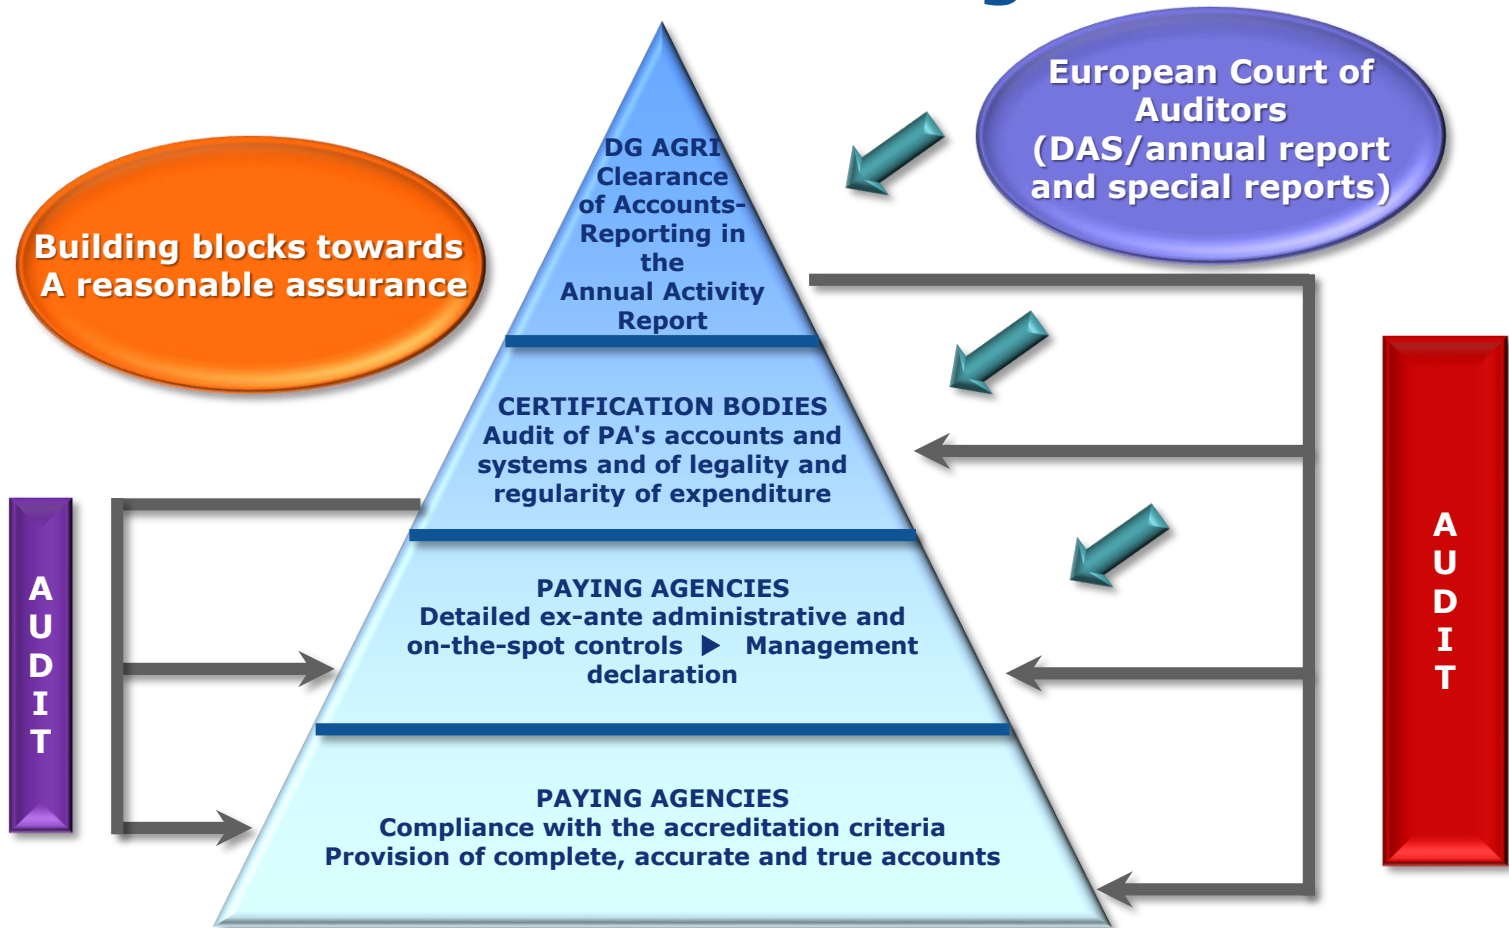 European Court of
Auditors
(DAS/annual report
and special reports)
Building blocks towards
A reasonable assurance
DG AGRI
Clearance
of Accounts-
Reporting in
the
Annual Activity
Report
CERTIFICATION BODIES
Audit of PA's accounts and
systems and of legality and
regularity of expenditure
PAYING AGENCIES
Detailed ex-ante administrative and
on-the-spot controls ▶ Management
declaration
PAYING AGENCIES
Compliance with the accreditation criteria
Provision of complete, accurate and true accounts
A
U
D
I
T
A
U
D
I
T